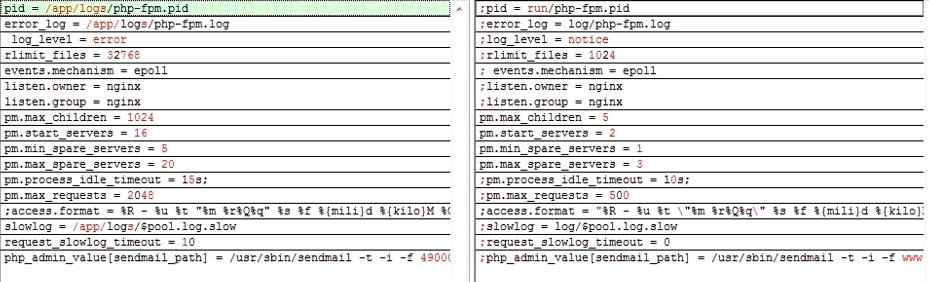 pid = /app/logs/php-fpm.pid
error_log = /app/logs/php-fpm.log
log_level = error
rlimit_files = 32768
events.mechanism = epoll
listen.owner = nginx
listen.group = nginx
pm.max_children = 1024
pm.start_servers = 16
pm.min_spare_servers = 5
pm.max_spare_servers = 20
pm.process_idle_timeout = 15s;
pm.max_requests = 2048
;access.format = %R - %u %t "%m %r%Q%q" %s %f %{mili}d %{kilo}M %
slowlog = /app/logs/$pool.log.slow
request_slowlog_timeout = 10
php_admin_value[sendmail_path] = /usr/sbin/sendmail -t -i -f 4900
;pid = run/php-fpm.pid
;error_log = log/php-fpm.log
;log_level = notice
;rlimit_files = 1024
; events.mechanism = epoll
;listen.owner = nginx
;listen.group = nginx
pm.max_children = 5
pm.start_servers = 2
pm.min_spare_servers = 1
pm.max_spare_servers = 3
;pm.process_idle_timeout = 10s;
;pm.max_requests = 500
;access.format = "%R - %u %t \"%m %r%Q%q\" %s %f %{mili}d %{kilo}
;slowlog = log/$pool.log.slow
;request_slowlog_timeout = 0
;php_admin_value[sendmail_path] = /usr/sbin/sendmail -t -i -f www